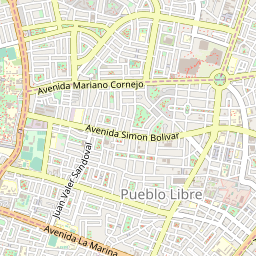 Avenida Mariano Cornejo
Avenida Simon Bolivar
Juan Valer Sandoval
Pueblo Libre
Avenida La Marina